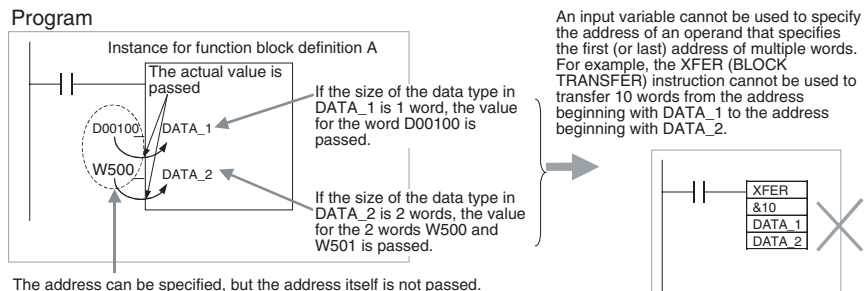 Program
Instance for function block definition A
The actual value is
passed
D00100
DATA_1
W500
DATA_2
If the size of the data type in
DATA_1 is 1 word, the value
for the word D00100 is
passed.
If the size of the data type in
DATA_2 is 2 words, the value
for the 2 words W500 and
W501 is passed.
The address can be specified, but the address itself is not passed.
An input variable cannot be used to specify
the address of an operand that specifies
the first (or last) address of multiple words.
For example, the XFER (BLOCK
TRANSFER) instruction cannot be used to
transfer 10 words from the address
beginning with DATA_1 to the address
beginning with DATA_2.
XFER
&10
DATA_1
DATA_2